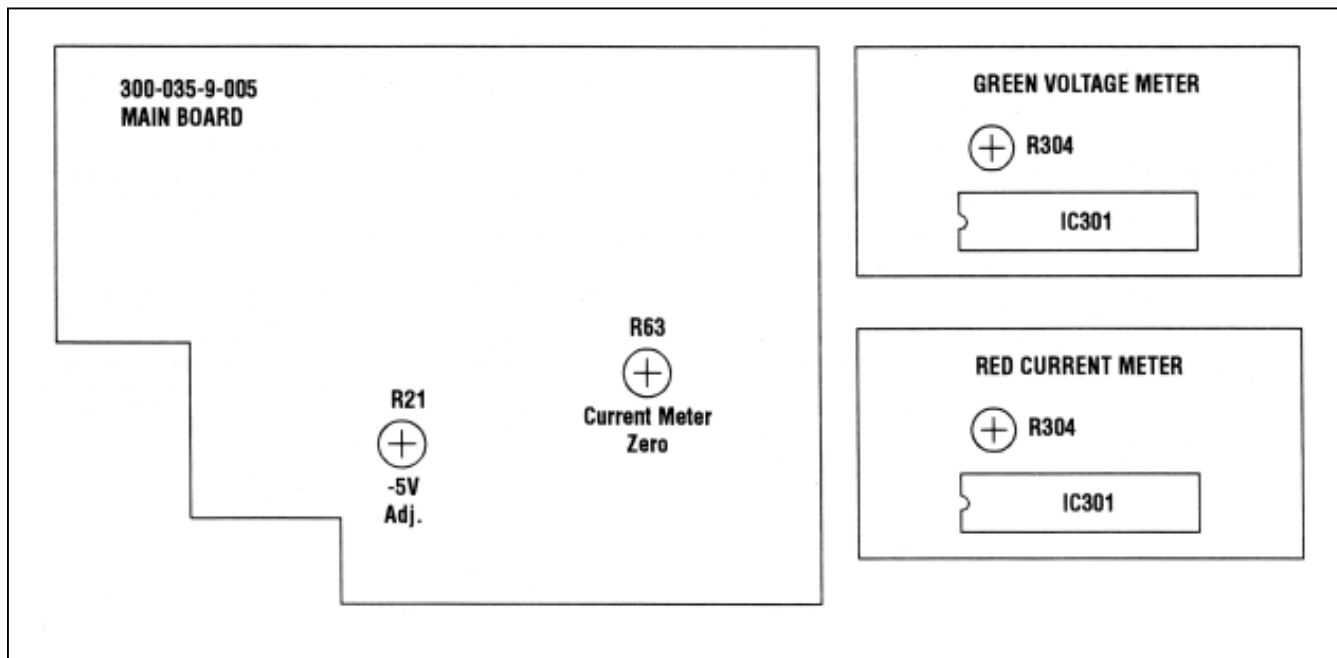 300-035-9-005
MAIN BOARD
R63
Current Meter
Zero
R21
-5V
Adj.
GREEN VOLTAGE METER
R304
IC301
RED CURRENT METER
R304
IC301